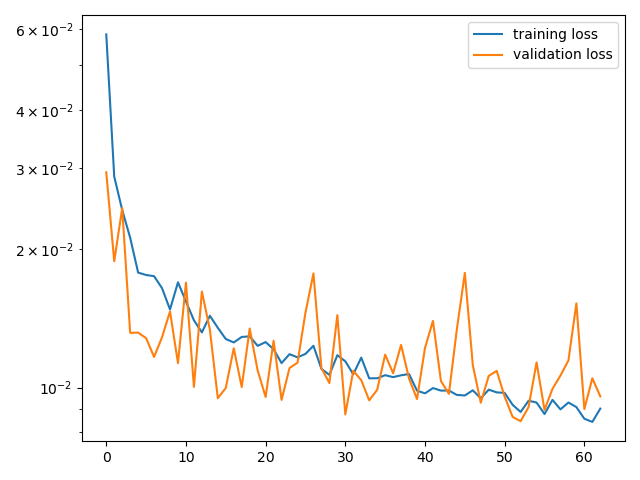 6 × 10⁻²
4 × 10⁻²
3 × 10⁻²
2 × 10⁻²
10⁻²
0 10 20 30 40 50 60
training loss
validation loss